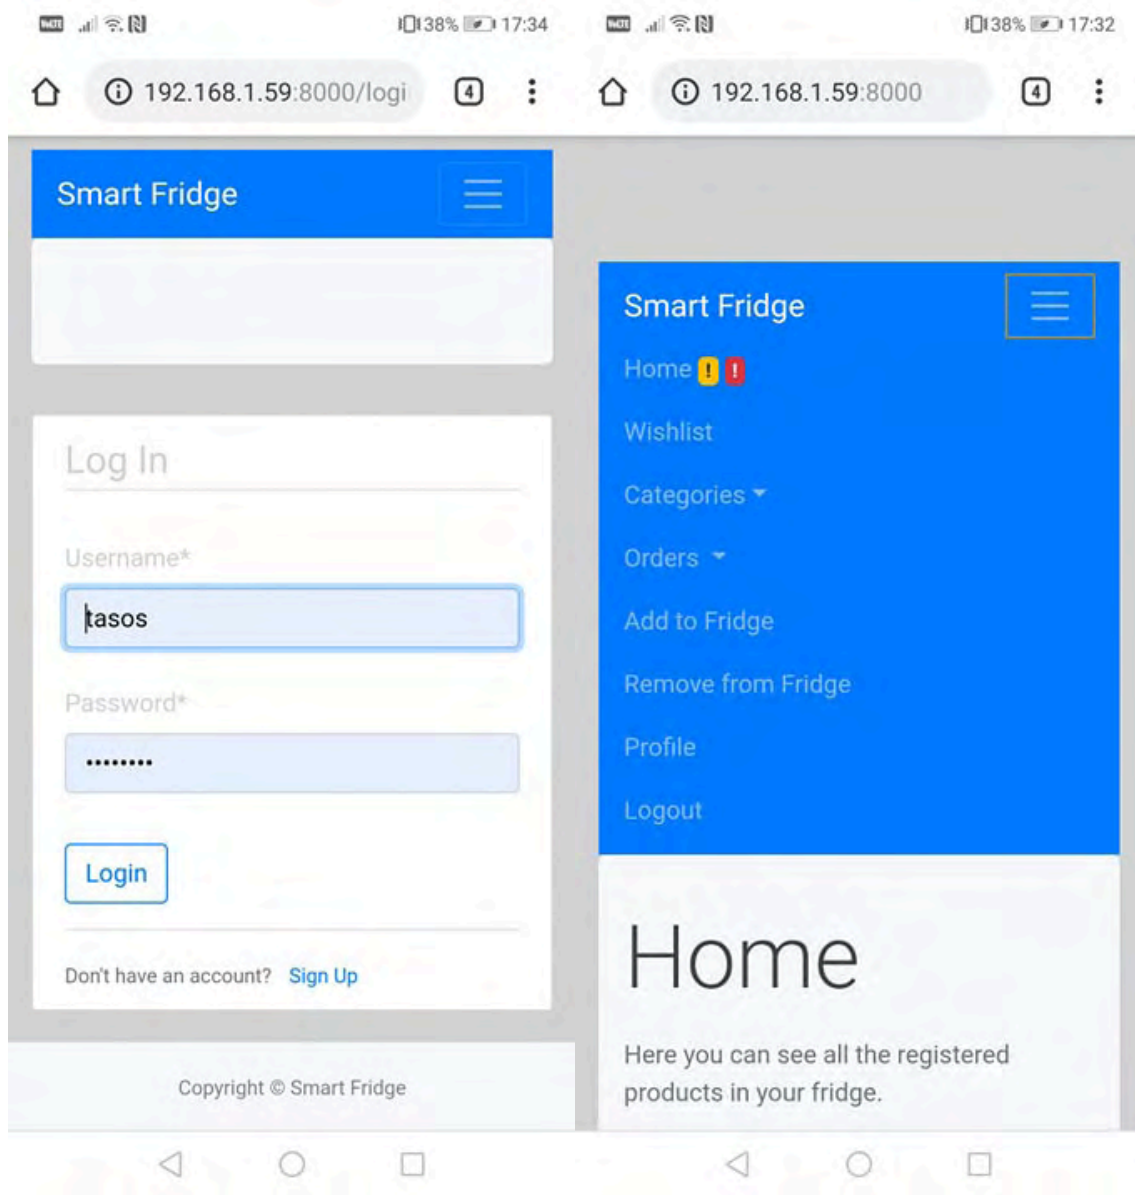 VoLTE 38% 17:34
192.168.1.59:8000/logi
4
Smart Fridge
Log In
Username*
tasos
Password*
••••••••
Login
Don't have an account? Sign Up
Copyright © Smart Fridge
VoLTE 38% 17:32
192.168.1.59:8000
4
Smart Fridge
Home ! !
Wishlist
Categories
Orders
Add to Fridge
Remove from Fridge
Profile
Logout
Home
Here you can see all the registered
products in your fridge.